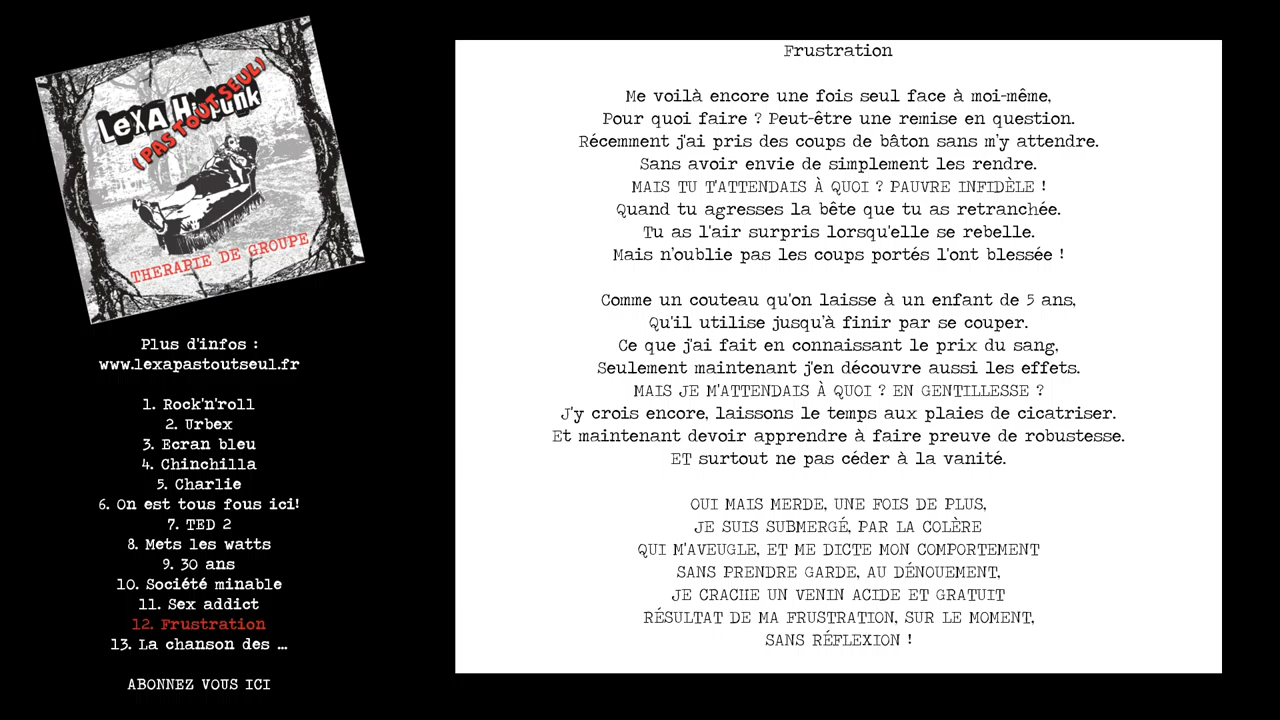 LeXA Hippunk
(PAS TOUT SEUL)
THERAPIE DE GROUPE
Plus d'infos :
www.lexapastoutseul.fr
1. Rock'n'roll
2. Urbex
3. Ecran bleu
4. Chinchilla
5. Charlie
6. On est tous fous ici!
7. TED 2
8. Mets les watts
9. 30 ans
10. Société minable
11. Sex addict
12. Frustration
13. La chanson des ...
ABONNEZ VOUS ICI
Frustration
Me voilà encore une fois seul face à moi-même,
Pour quoi faire ? Peut-être une remise en question.
Récemment j'ai pris des coups de bâton sans m'y attendre.
Sans avoir envie de simplement les rendre.
MAIS TU T'ATTENDAIS À QUOI ? PAUVRE INFIDÈLE !
Quand tu agresses la bête que tu as retranchée.
Tu as l'air surpris lorsqu'elle se rebelle.
Mais n'oublie pas les coups portés l'ont blessée !
Comme un couteau qu'on laisse à un enfant de 5 ans,
Qu'il utilise jusqu'à finir par se couper.
Ce que j'ai fait en connaissant le prix du sang,
Seulement maintenant j'en découvre aussi les effets.
MAIS JE M'ATTENDAIS À QUOI ? EN GENTILLESSE ?
J'y crois encore, laissons le temps aux plaies de cicatriser.
Et maintenant devoir apprendre à faire preuve de robustesse.
ET surtout ne pas céder à la vanité.
OUI MAIS MERDE, UNE FOIS DE PLUS,
JE SUIS SUBMERGÉ, PAR LA COLÈRE
QUI M'AVEUGLE, ET ME DICTE MON COMPORTEMENT
SANS PRENDRE GARDE, AU DÉNOUEMENT,
JE CRACHE UN VENIN ACIDE ET GRATUIT
RÉSULTAT DE MA FRUSTRATION, SUR LE MOMENT,
SANS RÉFLEXION !